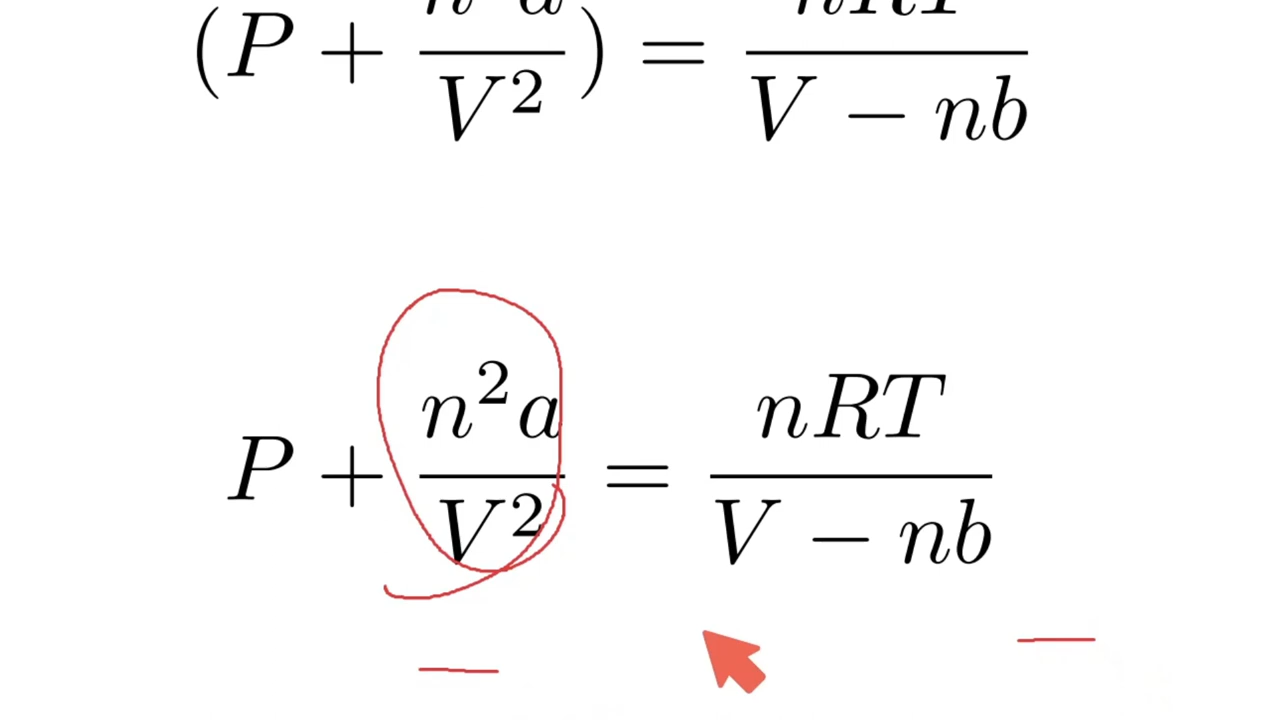 (P + n²a/V²) = nRT/(V − nb)
P + n²a/V² = nRT/(V − nb)